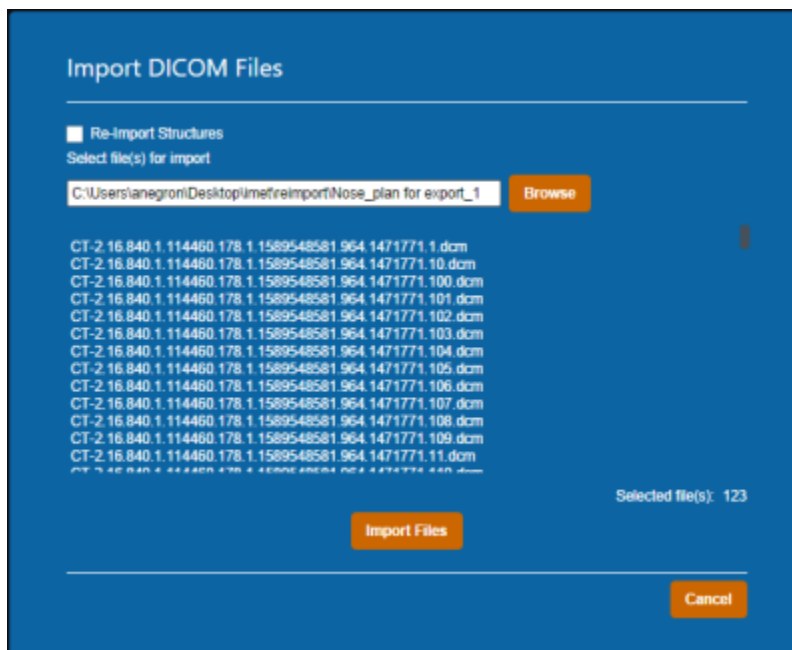 Import DICOM Files
Re-Import Structures
Select file(s) for import
C:\Users\anegron\Desktop\imet\reimport\Nose_plan for export_1
Browse
CT-2.16.840.1.114460.178.1.1589548581.964.1471771.1.dcm
CT-2.16.840.1.114460.178.1.1589548581.964.1471771.10.dcm
CT-2.16.840.1.114460.178.1.1589548581.964.1471771.100.dcm
CT-2.16.840.1.114460.178.1.1589548581.964.1471771.101.dcm
CT-2.16.840.1.114460.178.1.1589548581.964.1471771.102.dcm
CT-2.16.840.1.114460.178.1.1589548581.964.1471771.103.dcm
CT-2.16.840.1.114460.178.1.1589548581.964.1471771.104.dcm
CT-2.16.840.1.114460.178.1.1589548581.964.1471771.105.dcm
CT-2.16.840.1.114460.178.1.1589548581.964.1471771.106.dcm
CT-2.16.840.1.114460.178.1.1589548581.964.1471771.107.dcm
CT-2.16.840.1.114460.178.1.1589548581.964.1471771.108.dcm
CT-2.16.840.1.114460.178.1.1589548581.964.1471771.109.dcm
CT-2.16.840.1.114460.178.1.1589548581.964.1471771.11.dcm
Selected file(s): 123
Import Files
Cancel